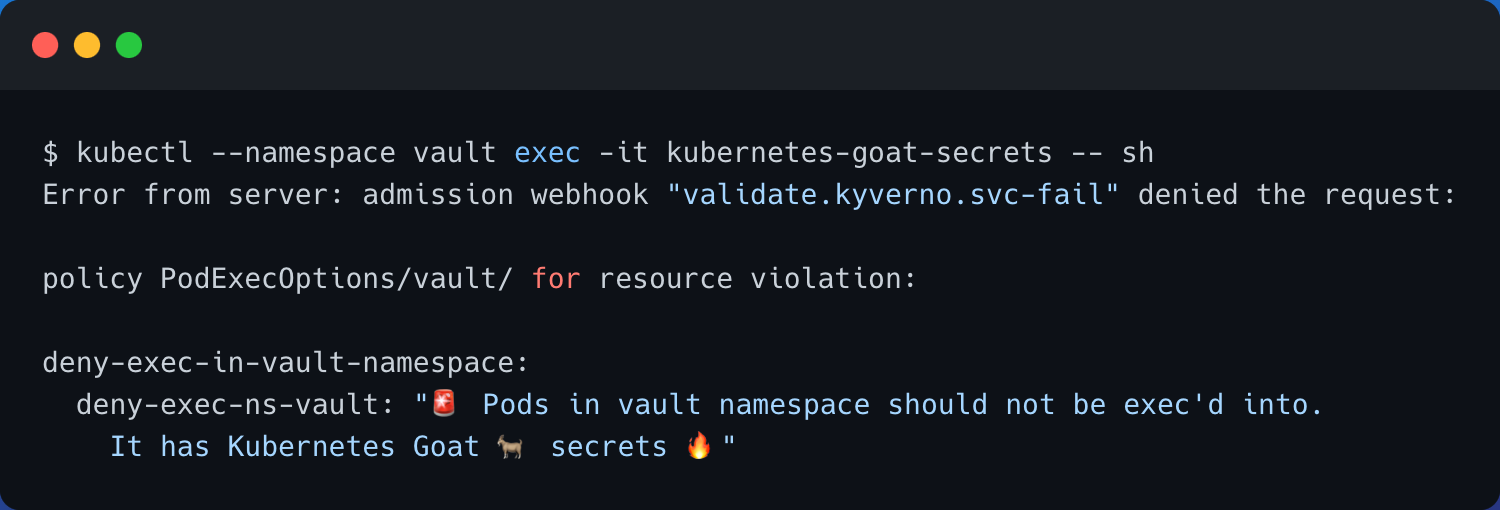 $ kubectl --namespace vault exec -it kubernetes-goat-secrets -- sh
Error from server: admission webhook "validate.kyverno.svc-fail" denied the request:
policy PodExecOptions/vault/ for resource violation:
deny-exec-in-vault-namespace:
deny-exec-ns-vault: "🚨 Pods in vault namespace should not be exec'd into.
It has Kubernetes Goat 🐐 secrets 🔥"